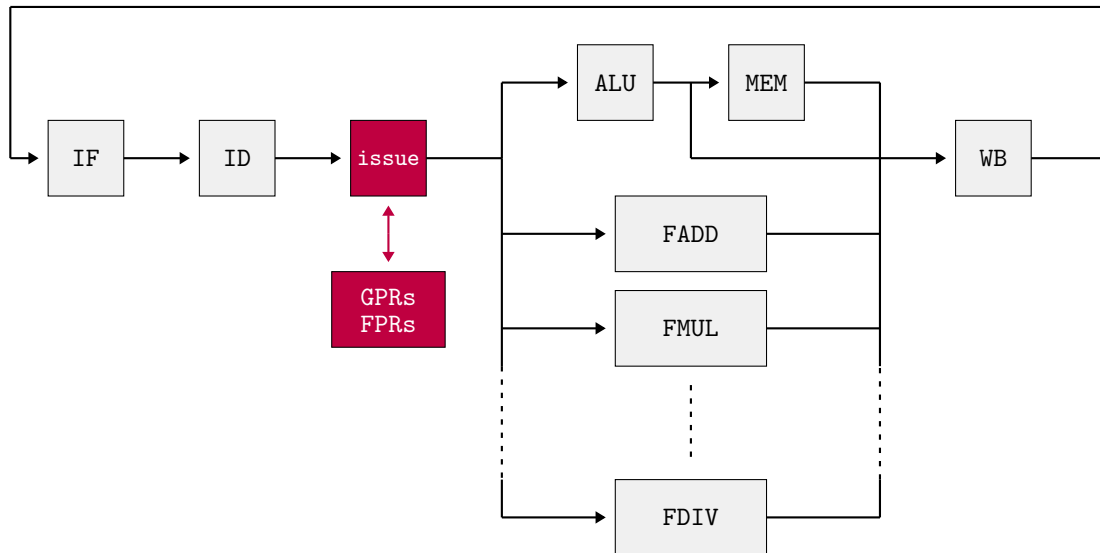 ALU
MEM
IF
ID
issue
WB
FADD
GPRs
FPRs
FMUL
FDIV